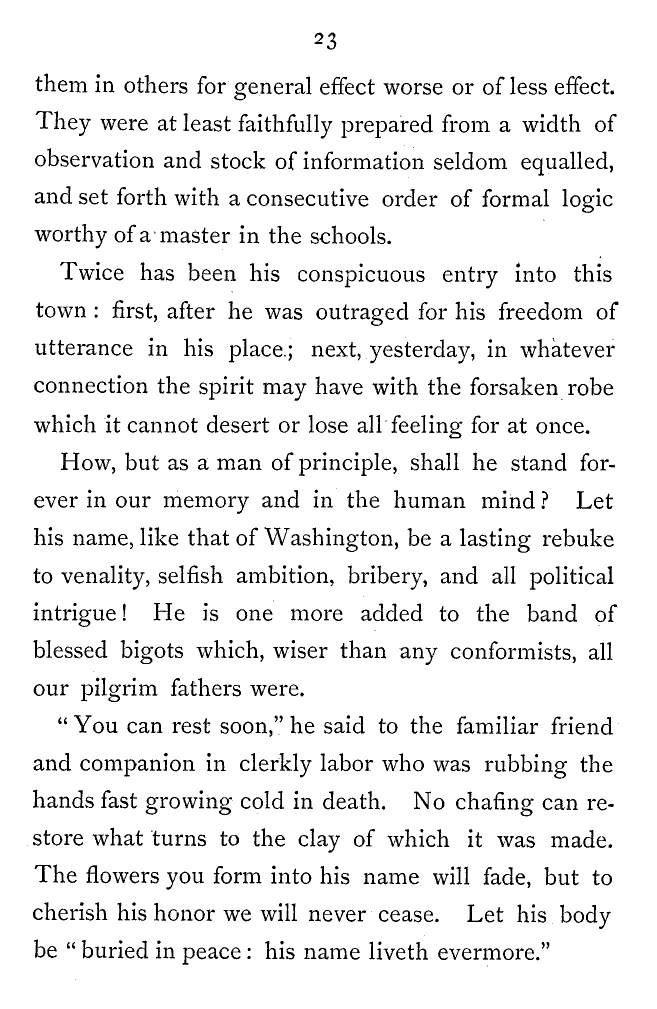 23
them in others for general effect worse or of less effect.
They were at least faithfully prepared from a width of
observation and stock of information seldom equalled,
and set forth with a consecutive order of formal logic
worthy of a master in the schools.
Twice has been his conspicuous entry into this
town : first, after he was outraged for his freedom of
utterance in his place ; next, yesterday, in whatever
connection the spirit may have with the forsaken robe
which it cannot desert or lose all feeling for at once.
How, but as a man of principle, shall he stand for-
ever in our memory and in the human mind ? Let
his name, like that of Washington, be a lasting rebuke
to venality, selfish ambition, bribery, and all political
intrigue ! He is one more added to the band of
blessed bigots which, wiser than any conformists, all
our pilgrim fathers were.
“ You can rest soon,” he said to the familiar friend
and companion in clerkly labor who was rubbing the
hands fast growing cold in death. No chafing can re-
store what turns to the clay of which it was made.
The flowers you form into his name will fade, but to
cherish his honor we will never cease. Let his body
be “ buried in peace : his name liveth evermore.”